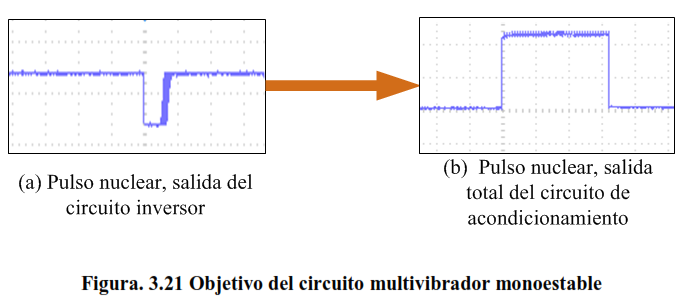 (a) Pulso nuclear, salida del
circuito inversor
(b) Pulso nuclear, salida
total del circuito de
acondicionamiento
Figura. 3.21 Objetivo del circuito multivibrador monoestable